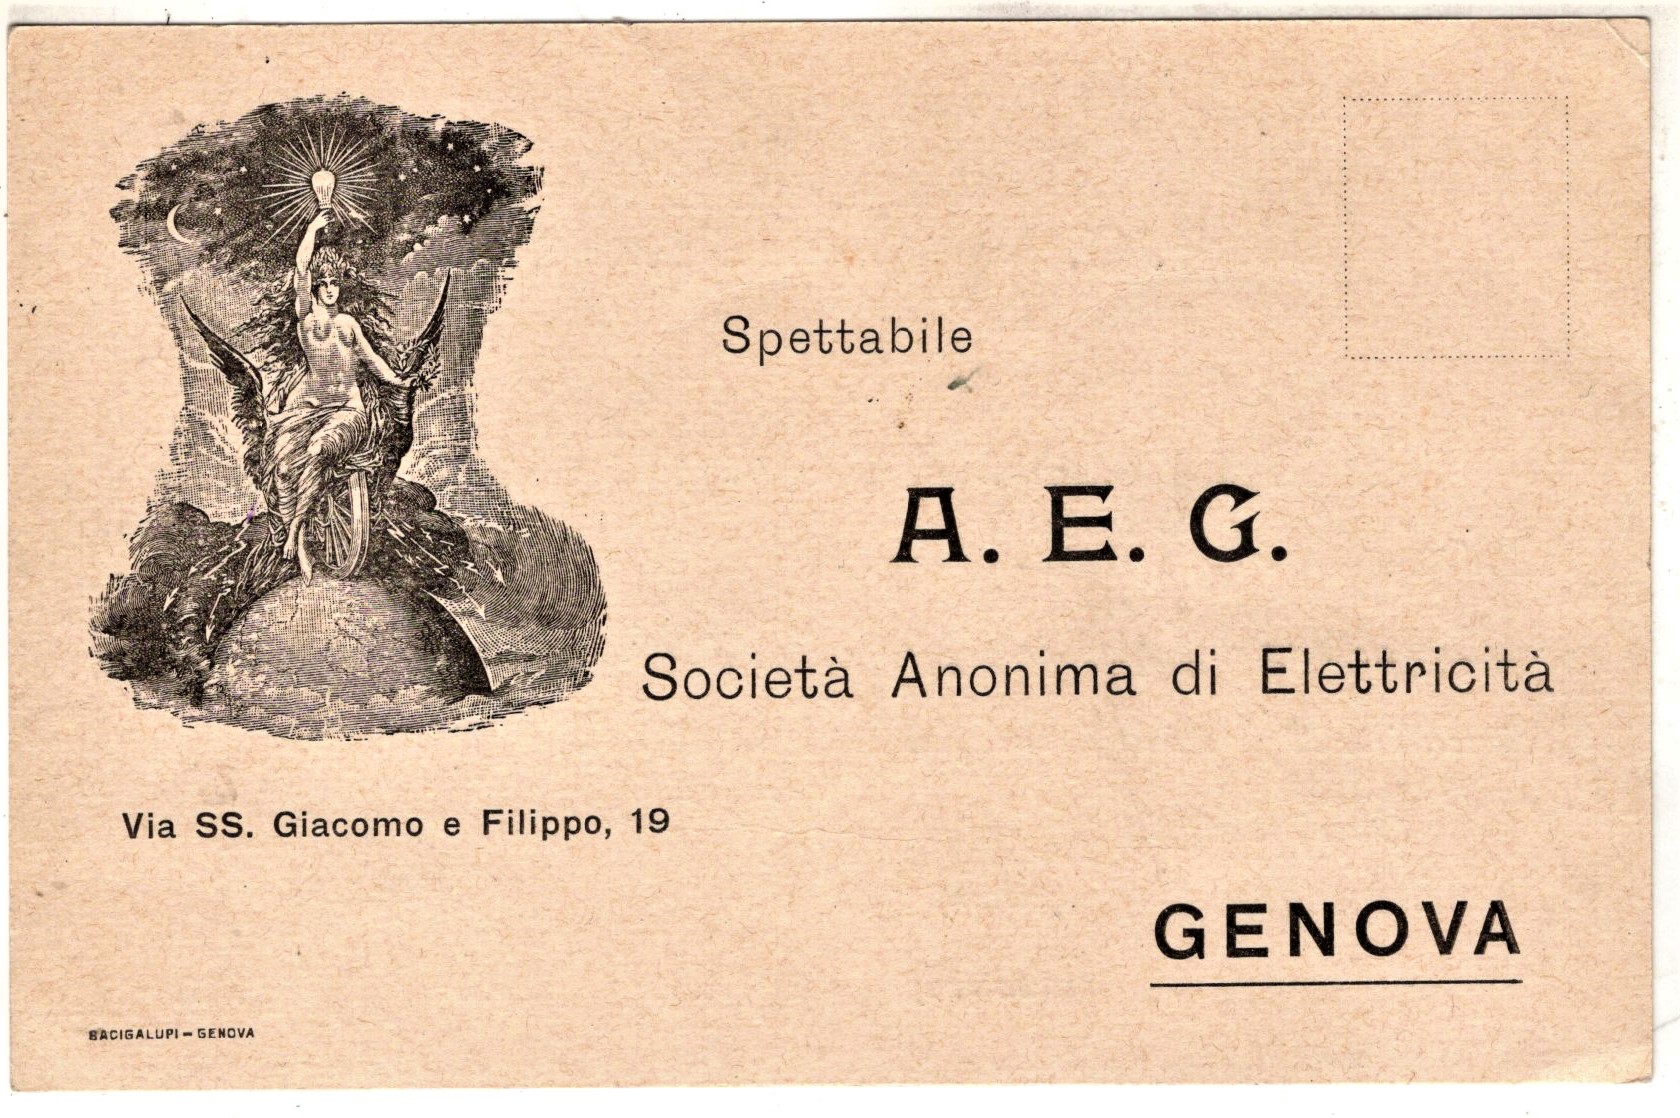 Spettabile
A. E. G.
Società Anonima di Elettricità
Via SS. Giacomo e Filippo, 19
GENOVA
BACIGALUPI - GENOVA